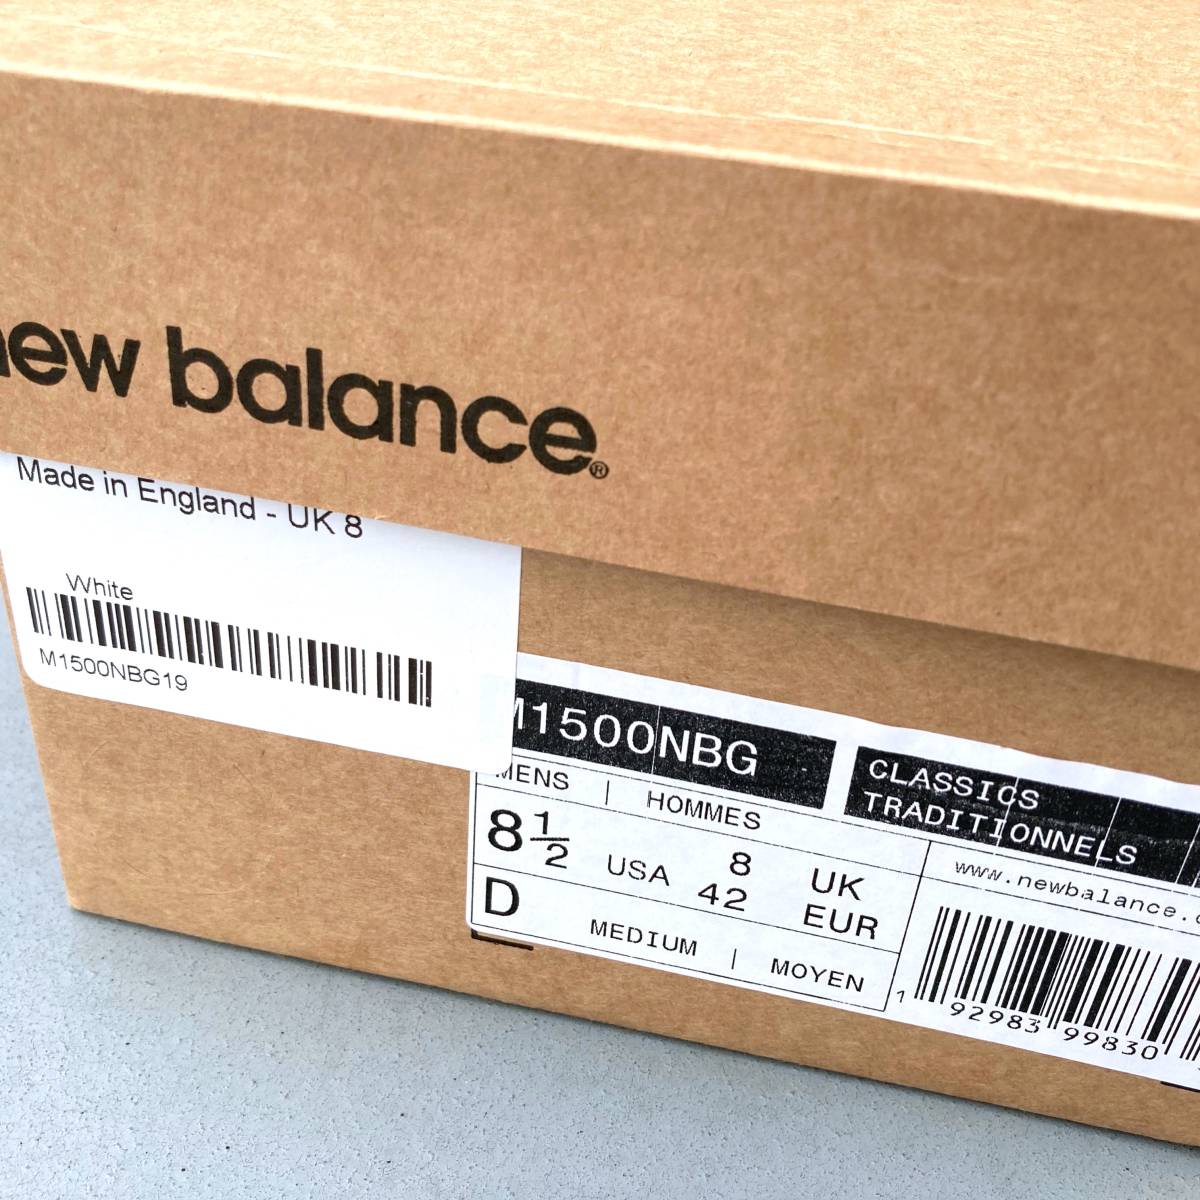 new balance®
Made in England - UK 8
White
M1500NBG19
M1500NBG
CLASSICS
TRADITIONNELS
MENS | HOMMES
8 1/2 USA 8 UK
42 EUR
D MEDIUM | MOYEN
www.newbalance.c
1 92983 99830